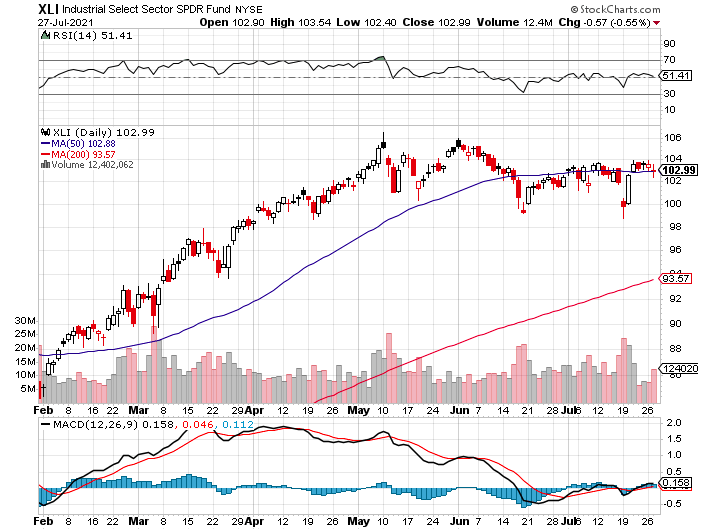 XLI Industrial Select Sector SPDR Fund NYSE © StockCharts.com
27-Jul-2021 Open 102.90 High 103.54 Low 102.40 Close 102.99 Volume 12.4M Chg -0.57 (-0.55%)
RSI(14) 51.41
90
70
51.41
30
10
XLI (Daily) 102.99
MA(50) 102.88
MA(200) 93.57
Volume 12,402,062
106
104
102.99
102
100
98
96
93.57
92
90
88
86
30M
25M
20M
15M
10M
5M
124020
Feb 8 16 22 Mar 8 15 22 29 Apr 12 19 26 May 10 17 24 Jun 7 14 21 28 Jul 6 12 19 26
MACD(12,26,9) 0.158, 0.046, 0.112
2.0
1.5
1.0
0.5
0.158
-0.5
Feb 8 16 22 Mar 8 15 22 29 Apr 12 19 26 May 10 17 24 Jun 7 14 21 28 Jul 6 12 19 26